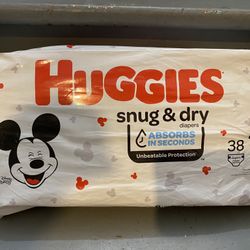 HUGGIES
snug & dry
diapers
ABSORBS
IN SECONDS
Unbeatable Protection
38